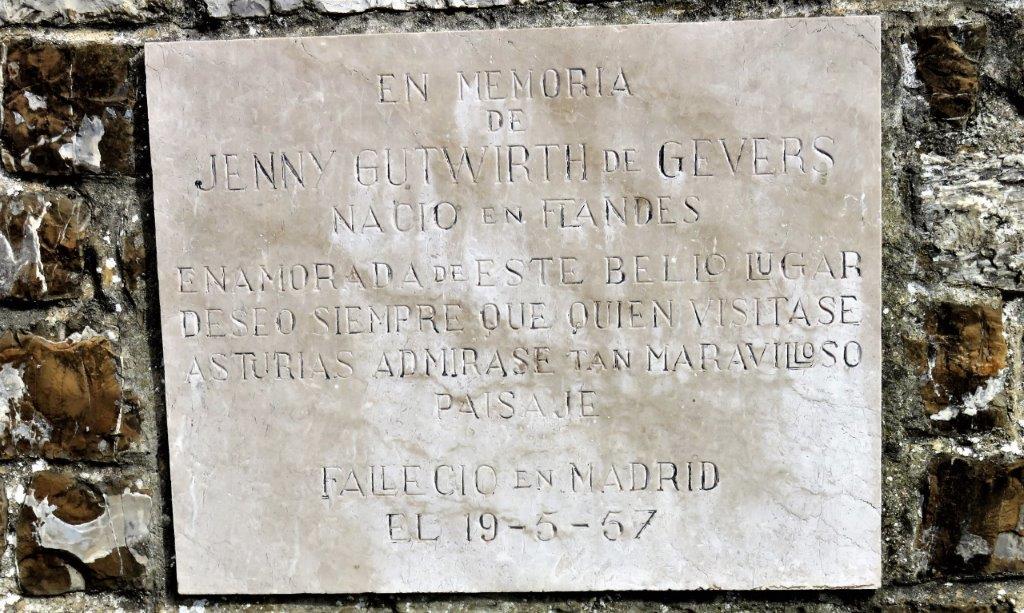 EN MEMORIA
DE
JENNY GUTWIRTH DE GEVERS
NACIO EN FLANDES
ENAMORADA DE ESTE BELLO LUGAR
DESEO SIEMPRE QUE QUIEN VISITASE
ASTURIAS ADMIRASE TAN MARAVILLOSO
PAISAJE
FALLECIO EN MADRID
EL 19-5-57